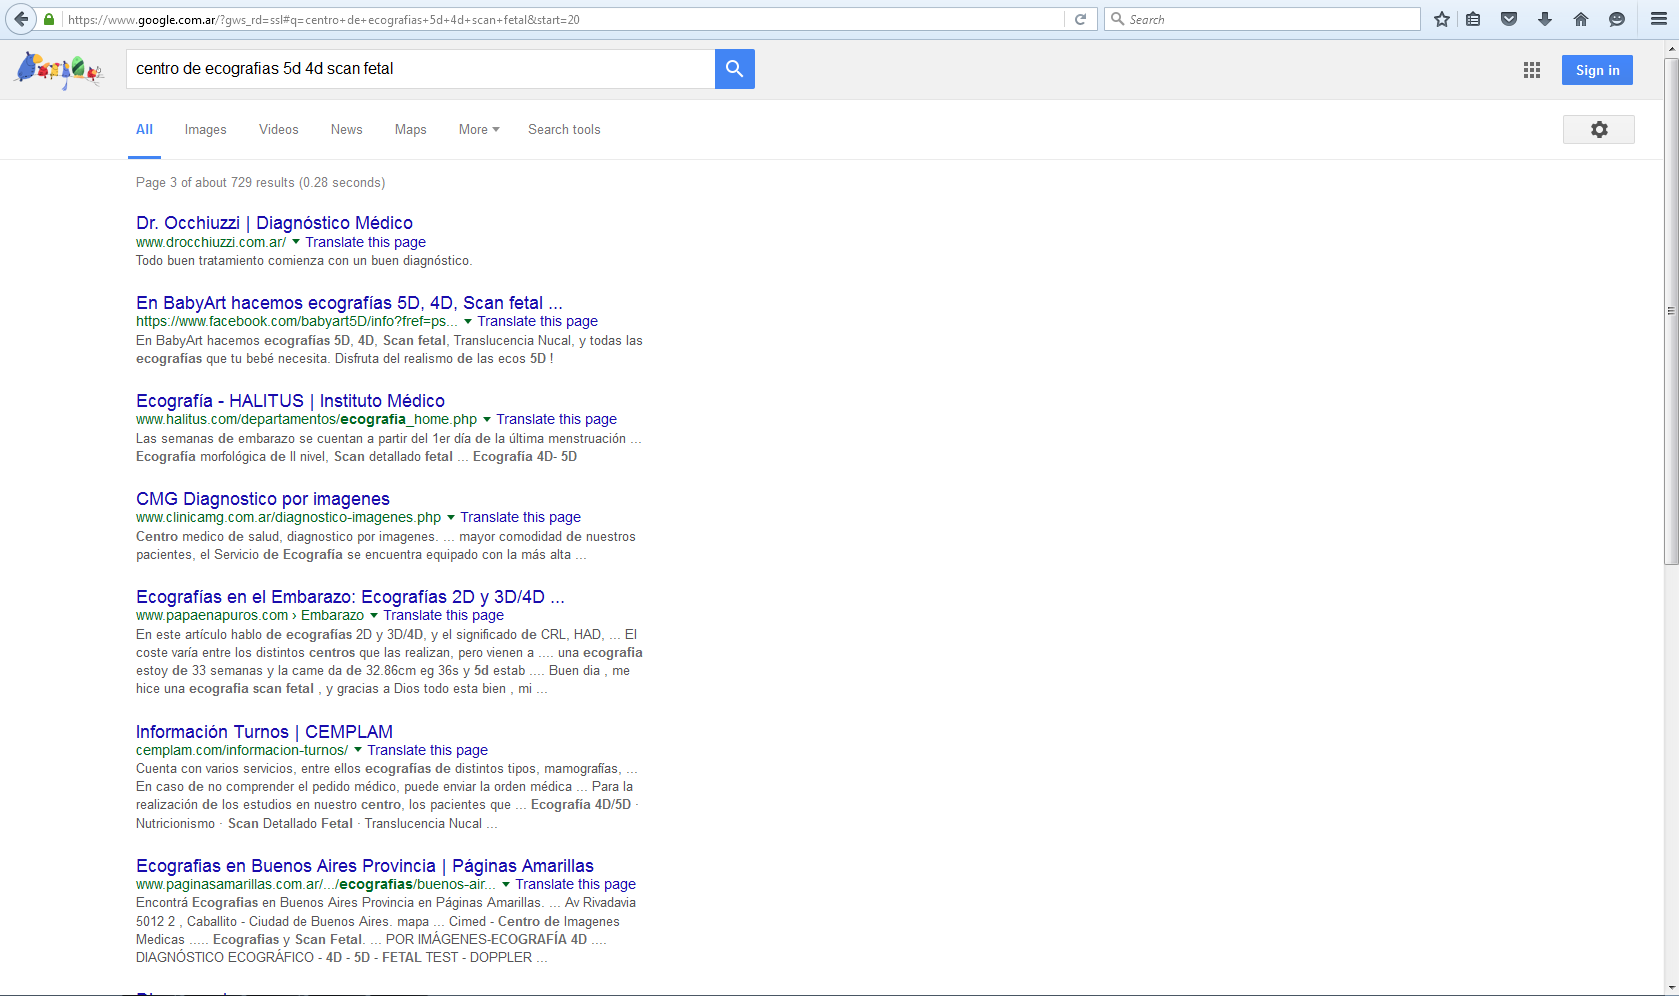 https://www.google.com.ar/?gws_rd=ssl#q=centro+de+ecografias+5d+4d+scan+fetal&start=20
Search
centro de ecografias 5d 4d scan fetal
Sign in
All Images Videos News Maps More Search tools
Page 3 of about 729 results (0.28 seconds)
Dr. Occhiuzzi | Diagnóstico Médico
www.drocchiuzzi.com.ar/ Translate this page
Todo buen tratamiento comienza con un buen diagnóstico.
En BabyArt hacemos ecografías 5D, 4D, Scan fetal ...
https://www.facebook.com/babyart5D/info?fref=ps... Translate this page
En BabyArt hacemos ecografías 5D, 4D, Scan fetal, Translucencia Nucal, y todas las
ecografías que tu bebé necesita. Disfruta del realismo de las ecos 5D !
Ecografía - HALITUS | Instituto Médico
www.halitus.com/departamentos/ecografia_home.php Translate this page
Las semanas de embarazo se cuentan a partir del 1er día de la última menstruación ...
Ecografía morfológica de II nivel, Scan detallado fetal ... Ecografía 4D- 5D
CMG Diagnostico por imagenes
www.clinicamg.com.ar/diagnostico-imagenes.php Translate this page
Centro medico de salud, diagnostico por imagenes. ... mayor comodidad de nuestros
pacientes, el Servicio de Ecografía se encuentra equipado con la más alta ...
Ecografías en el Embarazo: Ecografías 2D y 3D/4D ...
www.papaenapuros.com › Embarazo Translate this page
En este artículo hablo de ecografías 2D y 3D/4D, y el significado de CRL, HAD, ... El
coste varía entre los distintos centros que las realizan, pero vienen a .... una ecografia
estoy de 33 semanas y la came da de 32.86cm eg 36s y 5d estab .... Buen dia , me
hice una ecografia scan fetal , y gracias a Dios todo esta bien , mi ...
Información Turnos | CEMPLAM
cemplam.com/informacion-turnos/ Translate this page
Cuenta con varios servicios, entre ellos ecografías de distintos tipos, mamografías, ...
En caso de no comprender el pedido médico, puede enviar la orden médica ... Para la
realización de los estudios en nuestro centro, los pacientes que ... Ecografía 4D/5D ·
Nutricionismo · Scan Detallado Fetal · Translucencia Nucal ...
Ecografias en Buenos Aires Provincia | Páginas Amarillas
www.paginasamarillas.com.ar/.../ecografias/buenos-air... Translate this page
Encontrá Ecografias en Buenos Aires Provincia en Páginas Amarillas. ... Av Rivadavia
5012 2 , Caballito - Ciudad de Buenos Aires. mapa ... Cimed - Centro de Imagenes
Medicas ..... Ecografias y Scan Fetal. ... POR IMÁGENES-ECOGRAFÍA 4D ....
DIAGNÓSTICO ECOGRÁFICO - 4D - 5D - FETAL TEST - DOPPLER ...